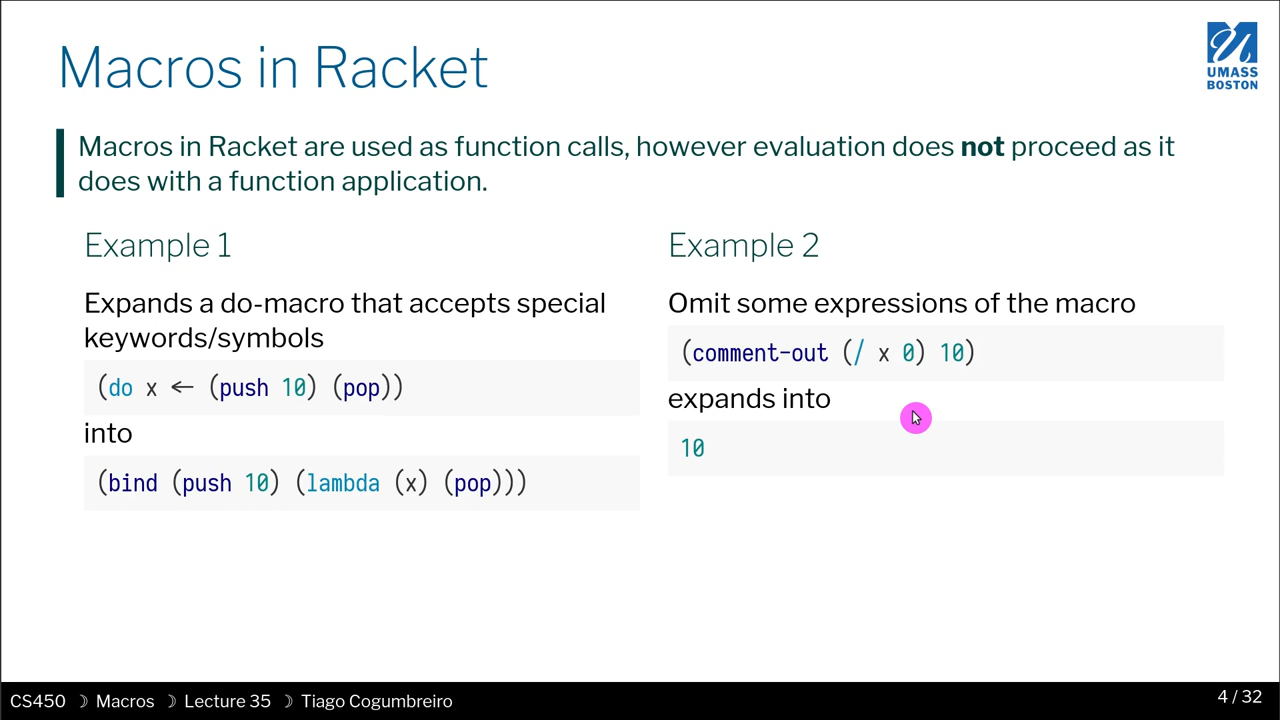 Macros in Racket
UMASS
BOSTON
Macros in Racket are used as function calls, however evaluation does not proceed as it
does with a function application.
Example 1
Expands a do-macro that accepts special
keywords/symbols
(do x ← (push 10) (pop))
into
(bind (push 10) (lambda (x) (pop)))
Example 2
Omit some expressions of the macro
(comment-out (/ x 0) 10)
expands into
10
CS450 ☽ Macros ☽ Lecture 35 ☽ Tiago Cogumbreiro
4 / 32